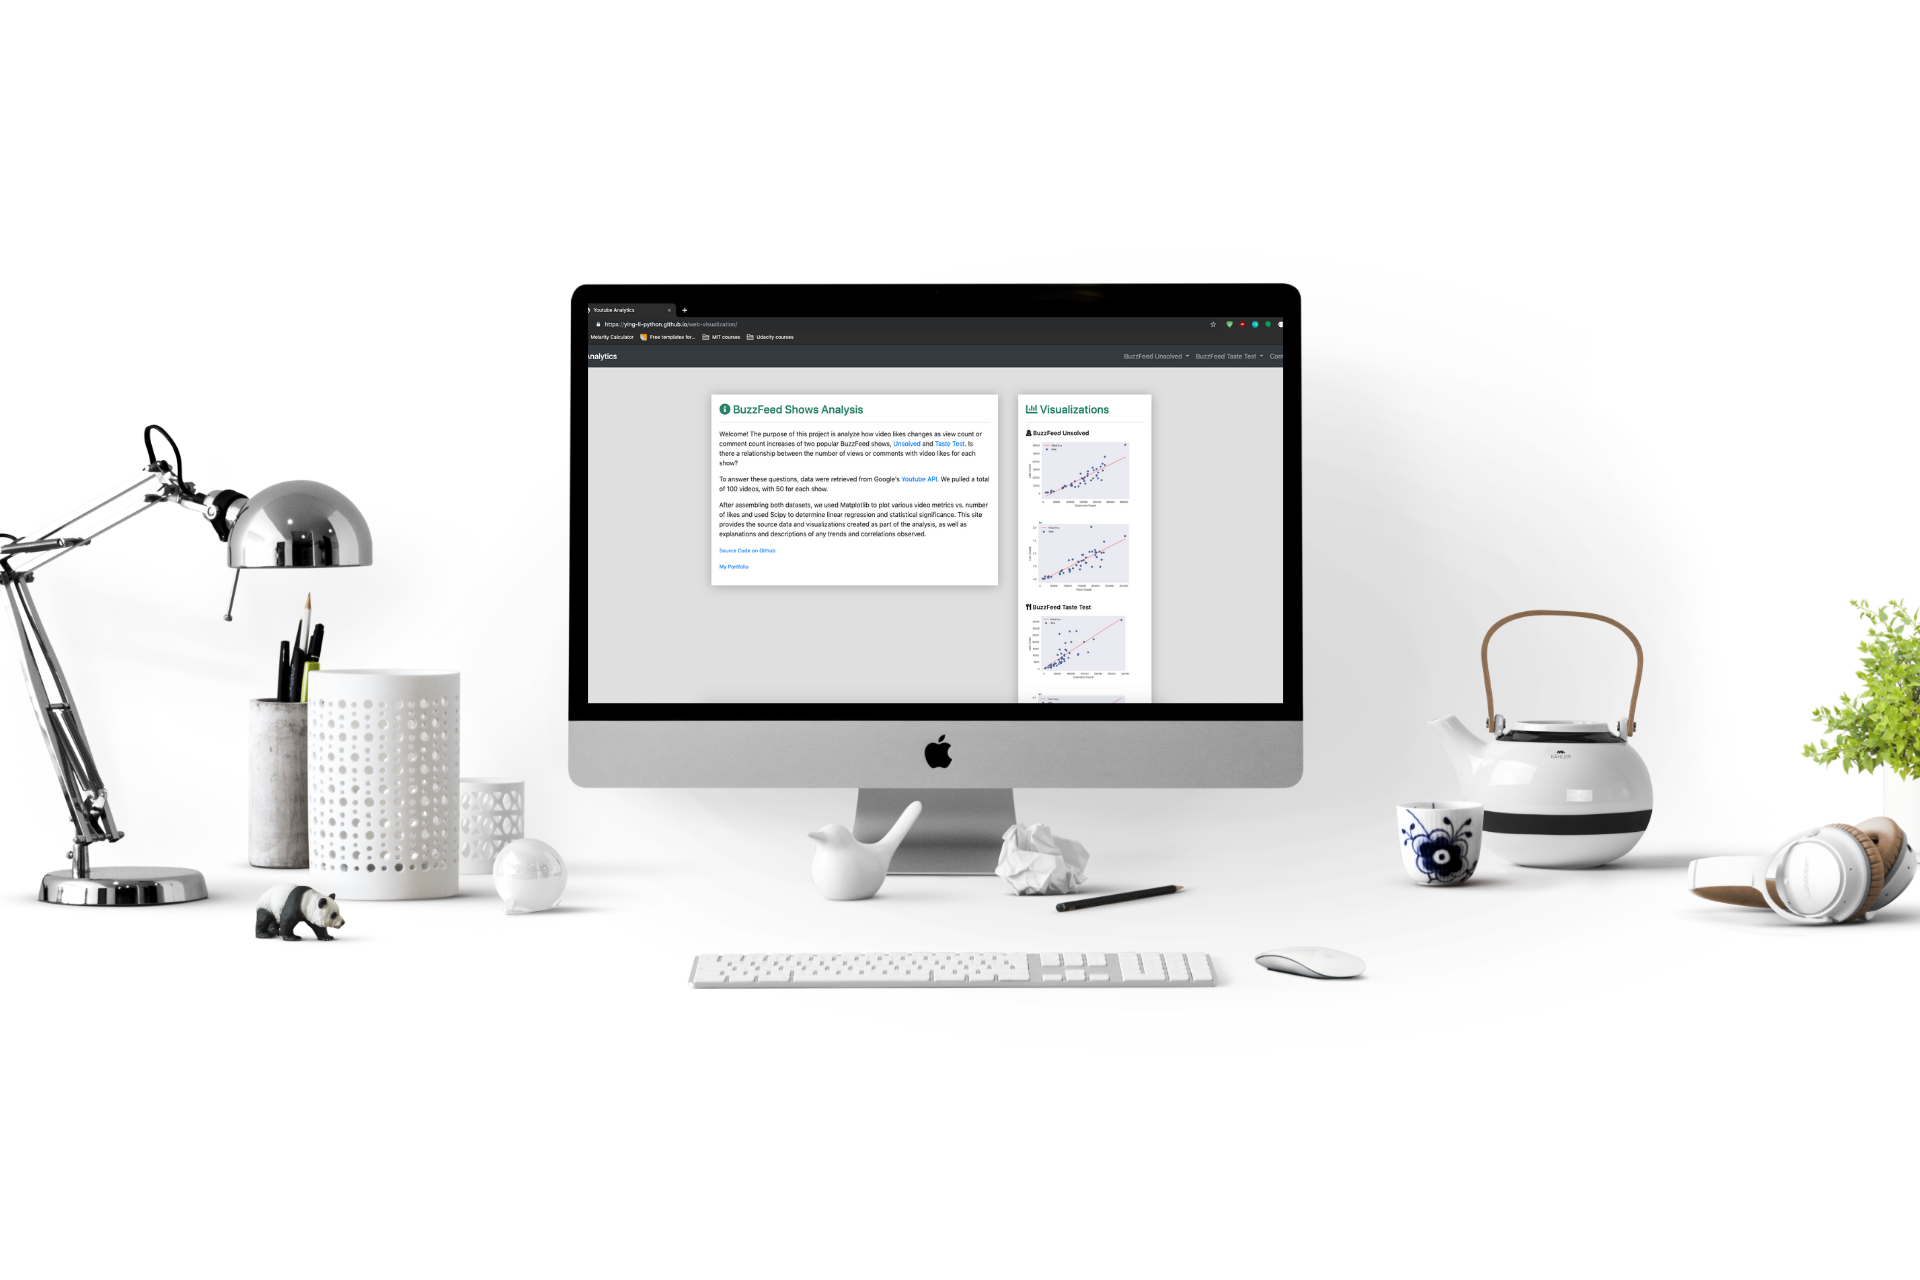 Youtube Analytics
https://ying-li-python.github.io/web-visualization/
Molarity Calculator Free templates for... MIT courses Udacity courses
Analytics BuzzFeed Unsolved BuzzFeed Taste Test Com
BuzzFeed Shows Analysis
Welcome! The purpose of this project is analyze how video likes changes as view count or
comment count increases of two popular BuzzFeed shows, Unsolved and Taste Test. Is
there a relationship between the number of views or comments with video likes for each
show?
To answer these questions, data were retrieved from Google's Youtube API. We pulled a total
of 100 videos, with 50 for each show.
After assembling both datasets, we used Matplotlib to plot various video metrics vs. number
of likes and used Scipy to determine linear regression and statistical significance. This site
provides the source data and visualizations created as part of the analysis, as well as
explanations and descriptions of any trends and correlations observed.
Source Code on Github
My Portfolio
Visualizations
BuzzFeed Unsolved
Comment Count
View Count
BuzzFeed Taste Test
Comment Count
KÄHLER